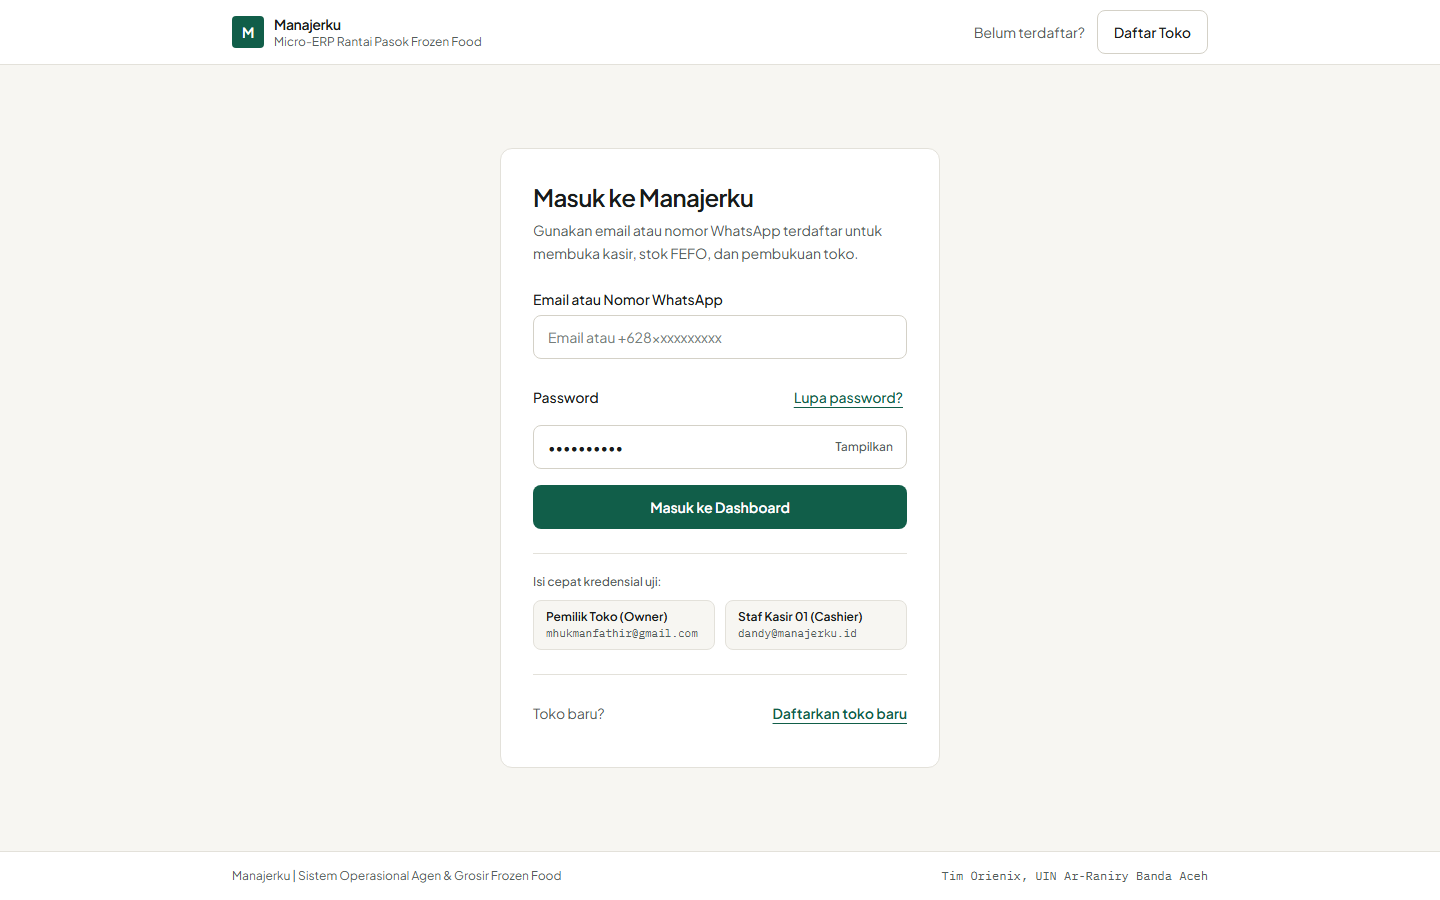 M
Manajerku
Micro-ERP Rantai Pasok Frozen Food
Belum terdaftar?
Daftar Toko
Masuk ke Manajerku
Gunakan email atau nomor WhatsApp terdaftar untuk
membuka kasir, stok FEFO, dan pembukuan toko.
Email atau Nomor WhatsApp
Email atau +628xxxxxxxxxx
Password
Lupa password?
••••••••••
Tampilkan
Masuk ke Dashboard
Isi cepat kredensial uji:
Pemilik Toko (Owner)
mhukmanfathir@gmail.com
Staf Kasir 01 (Cashier)
dandy@manajerku.id
Toko baru?
Daftarkan toko baru
Manajerku | Sistem Operasional Agen & Grosir Frozen Food
Tim Orienix, UIN Ar-Raniry Banda Aceh